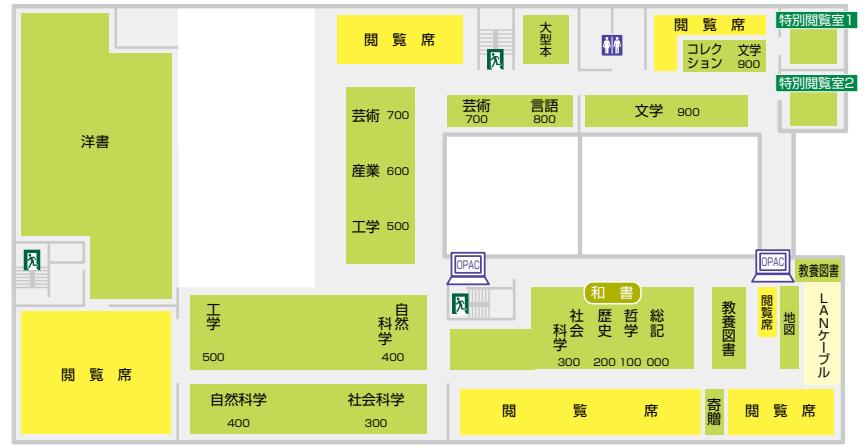 閲覧席
大型本
閲覧席
特別閲覧室1
コレクション 文学 900
特別閲覧室2
洋書
芸術 700
芸術 700
言語 800
文学 900
産業 600
工学 500
OPAC
OPAC
教養図書
和書
工学 500
自然科学 400
社会科学 300
歴史 200
哲学 100
総記 000
教養図書
閲覧席
地図
LANケーブル
閲覧席
自然科学 400
社会科学 300
閲覧席
寄贈
閲覧席